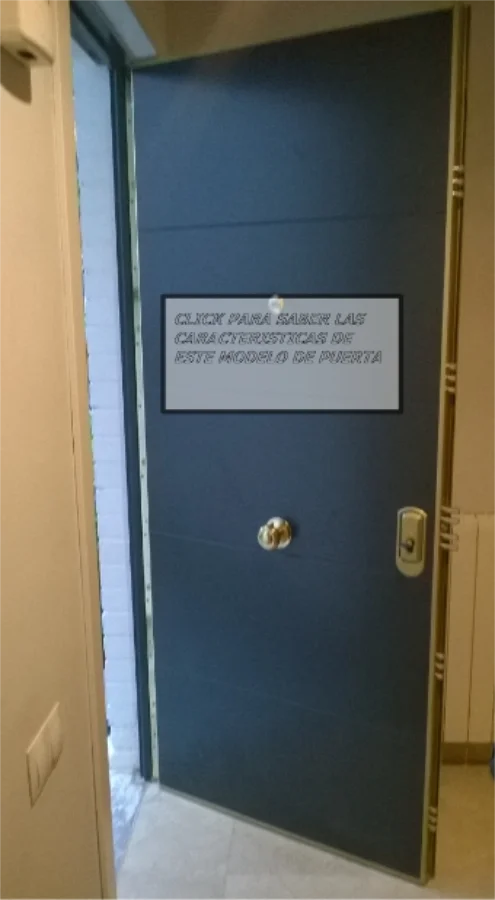 CLICK PARA SABER LAS
CARACTERISTICAS DE
ESTE MODELO DE PUERTA